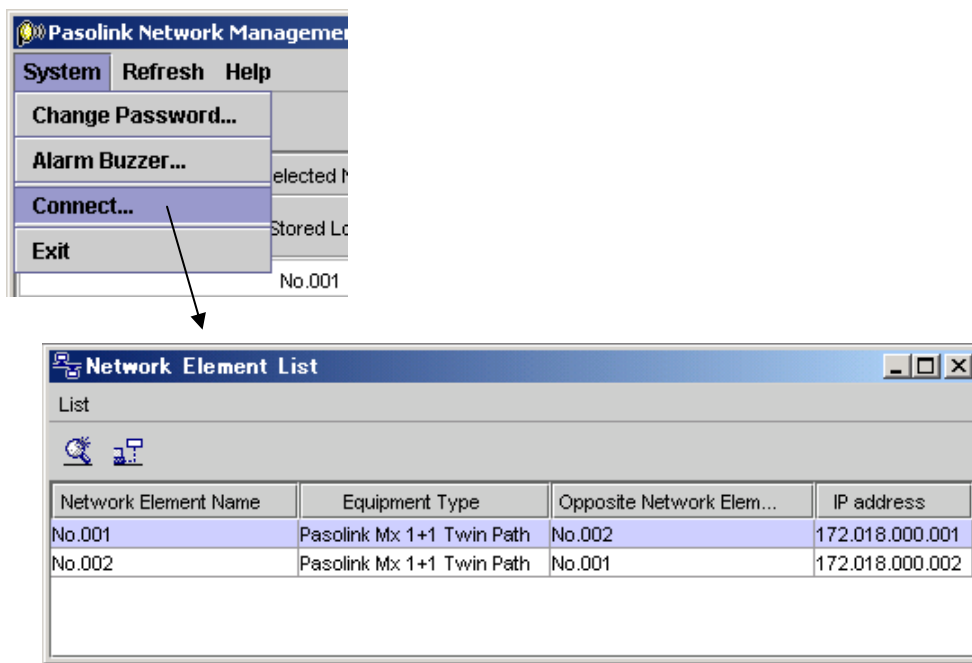 Pasolink Network Manageme
System Refresh Help
Change Password...
Alarm Buzzer...
elected
Connect...
Stored Lo
Exit
No.001
Network Element List
List
Network Element Name Equipment Type Opposite Network Elem... IP address
No.001 Pasolink Mx 1+1 Twin Path No.002 172.018.000.001
No.002 Pasolink Mx 1+1 Twin Path No.001 172.018.000.002